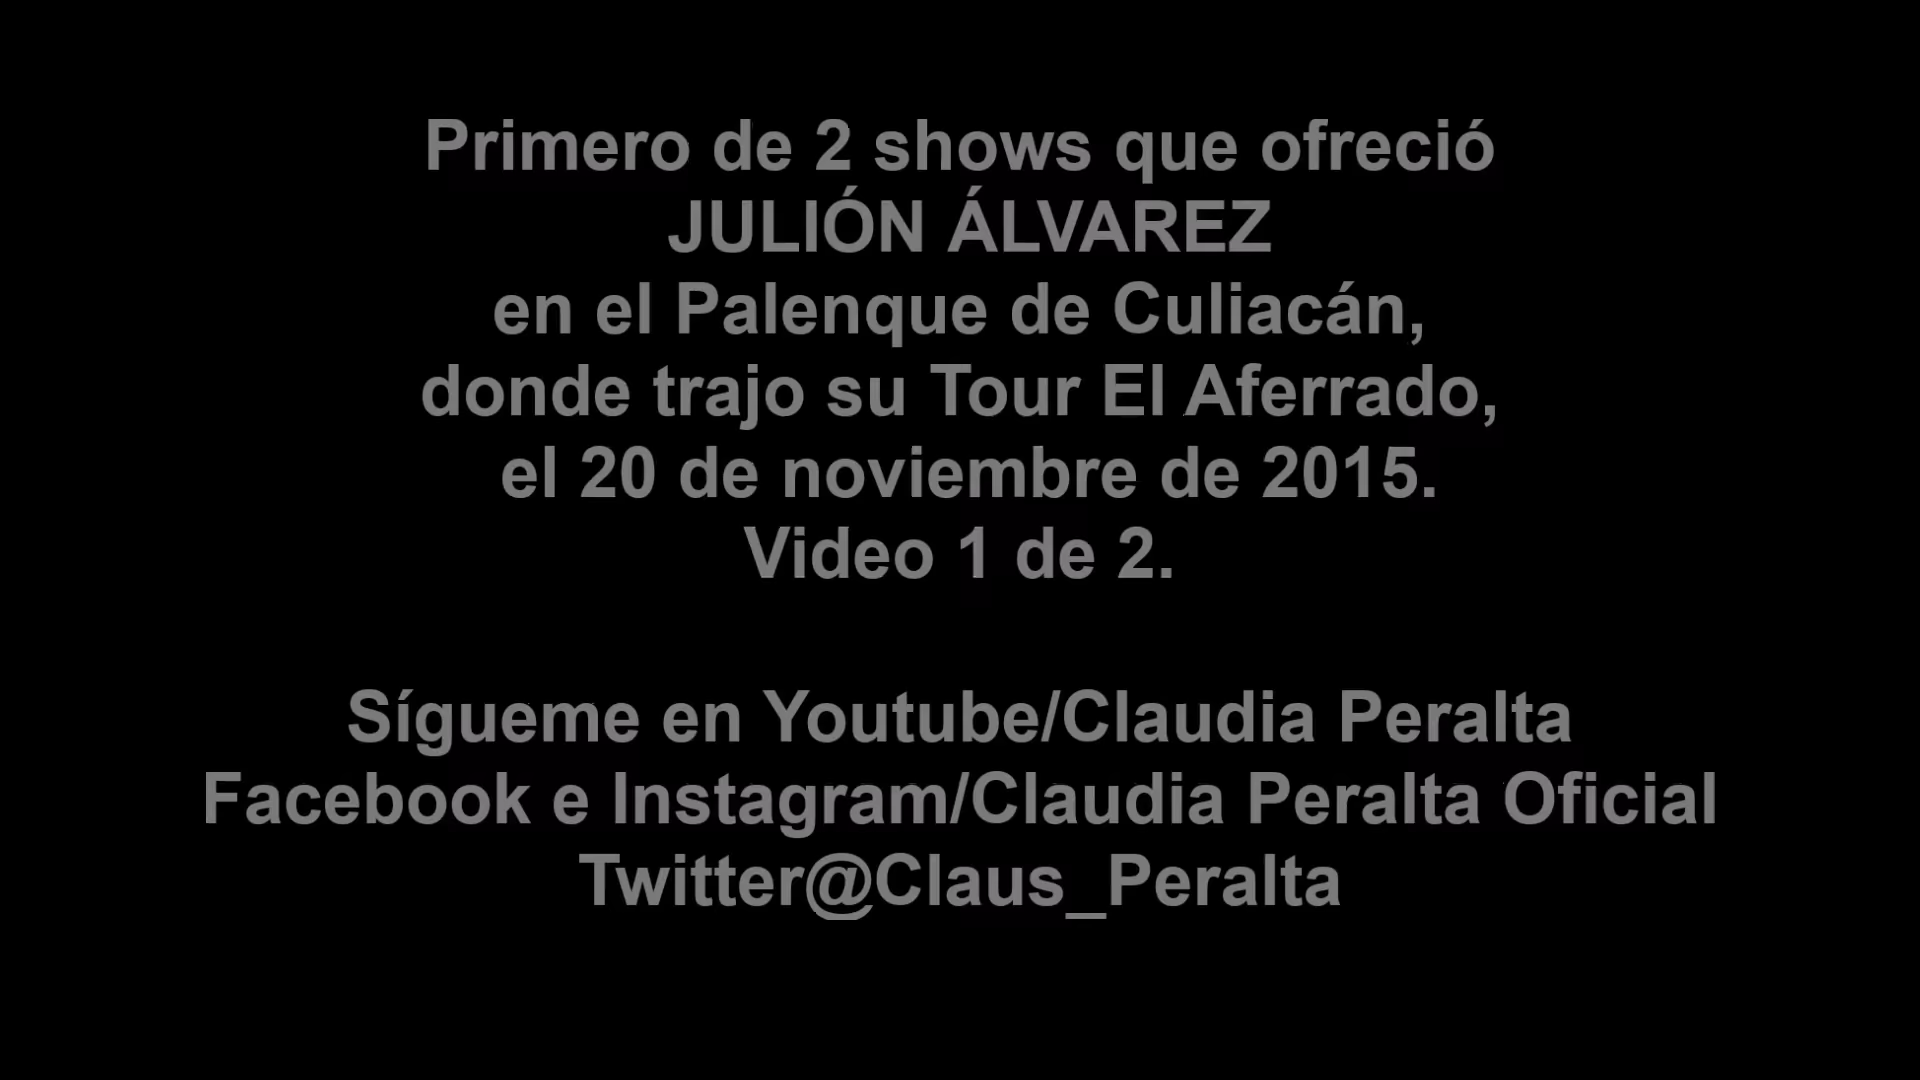 Primero de 2 shows que ofreció
JULIÓN ÁLVAREZ
en el Palenque de Culiacán,
donde trajo su Tour El Aferrado,
el 20 de noviembre de 2015.
Video 1 de 2.
Sígueme en Youtube/Claudia Peralta
Facebook e Instagram/Claudia Peralta Oficial
Twitter@Claus_Peralta